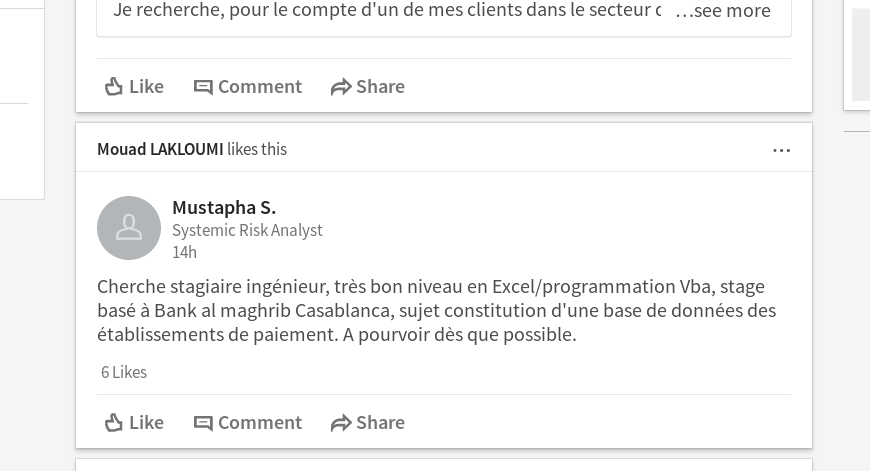 Je recherche, pour le compte d'un de mes clients dans le secteur …see more
Like Comment Share
Mouad LAKLOUMI likes this
Mustapha S.
Systemic Risk Analyst
14h
Cherche stagiaire ingénieur, très bon niveau en Excel/programmation Vba, stage
basé à Bank al maghrib Casablanca, sujet constitution d'une base de données des
établissements de paiement. A pourvoir dès que possible.
6 Likes
Like Comment Share